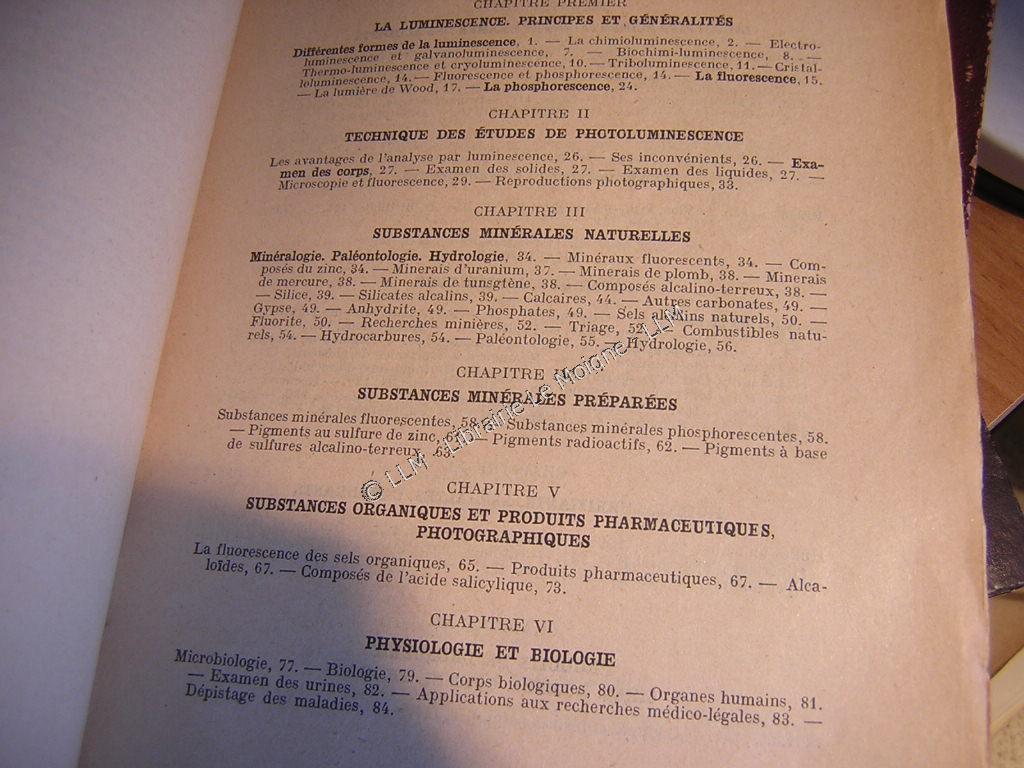 CHAPITRE PREMIER
LA LUMINESCENCE. PRINCIPES ET GÉNÉRALITÉS
Différentes formes de la luminescence, 1. — La chimioluminescence, 2. — Electro-
luminescence et galvanoluminescence, 7. — Biochimi-luminescence, 8. —
Thermo-luminescence et cryoluminescence, 10. — Triboluminescence, 11. — Cristal-
loluminescence, 14. — Fluorescence et phosphorescence, 14. — La fluorescence, 15.
— La lumière de Wood, 17. — La phosphorescence, 24.
CHAPITRE II
TECHNIQUE DES ÉTUDES DE PHOTOLUMINESCENCE
Les avantages de l'analyse par luminescence, 26. — Ses inconvénients, 26. — Exa-
men des corps, 27. — Examen des solides, 27. — Examen des liquides, 27. —
Microscopie et fluorescence, 29. — Reproductions photographiques, 33.
CHAPITRE III
SUBSTANCES MINÉRALES NATURELLES
Minéralogie. Paléontologie. Hydrologie, 34. — Minéraux fluorescents, 34. — Com-
posés du zinc, 34. — Minerais d'uranium, 37. — Minerais de plomb, 38. — Minerais
de mercure, 38. — Minerais de tunsgtène, 38. — Composés alcalino-terreux, 38. —
— Silice, 39. — Silicates alcalins, 39. — Calcaires, 44. — Autres carbonates, 49. —
Gypse, 49. — Anhydrite, 49. — Phosphates, 49. — Sels alcalins naturels, 50. —
Fluorite, 50. — Recherches minières, 52. — Triage, 52. — Combustibles natu-
rels, 54. — Hydrocarbures, 54. — Paléontologie, 55. — Hydrologie, 56.
CHAPITRE IV
SUBSTANCES MINÉRALES PRÉPARÉES
Substances minérales fluorescentes, 58. — Substances minérales phosphorescentes, 58.
— Pigments au sulfure de zinc, — Pigments radioactifs, 62. — Pigments à base
de sulfures alcalino-terreux, 63.
© LLM - Librairie Le Moigne - LLM
CHAPITRE V
SUBSTANCES ORGANIQUES ET PRODUITS PHARMACEUTIQUES,
PHOTOGRAPHIQUES
La fluorescence des sels organiques, 65. — Produits pharmaceutiques, 67. — Alca-
loïdes, 67. — Composés de l'acide salicylique, 73.
CHAPITRE VI
PHYSIOLOGIE ET BIOLOGIE
Microbiologie, 77. — Biologie, 79. — Corps biologiques, 80. — Organes humains, 81.
— Examen des urines, 82. — Applications aux recherches médico-légales, 83. —
Dépistage des maladies, 84.